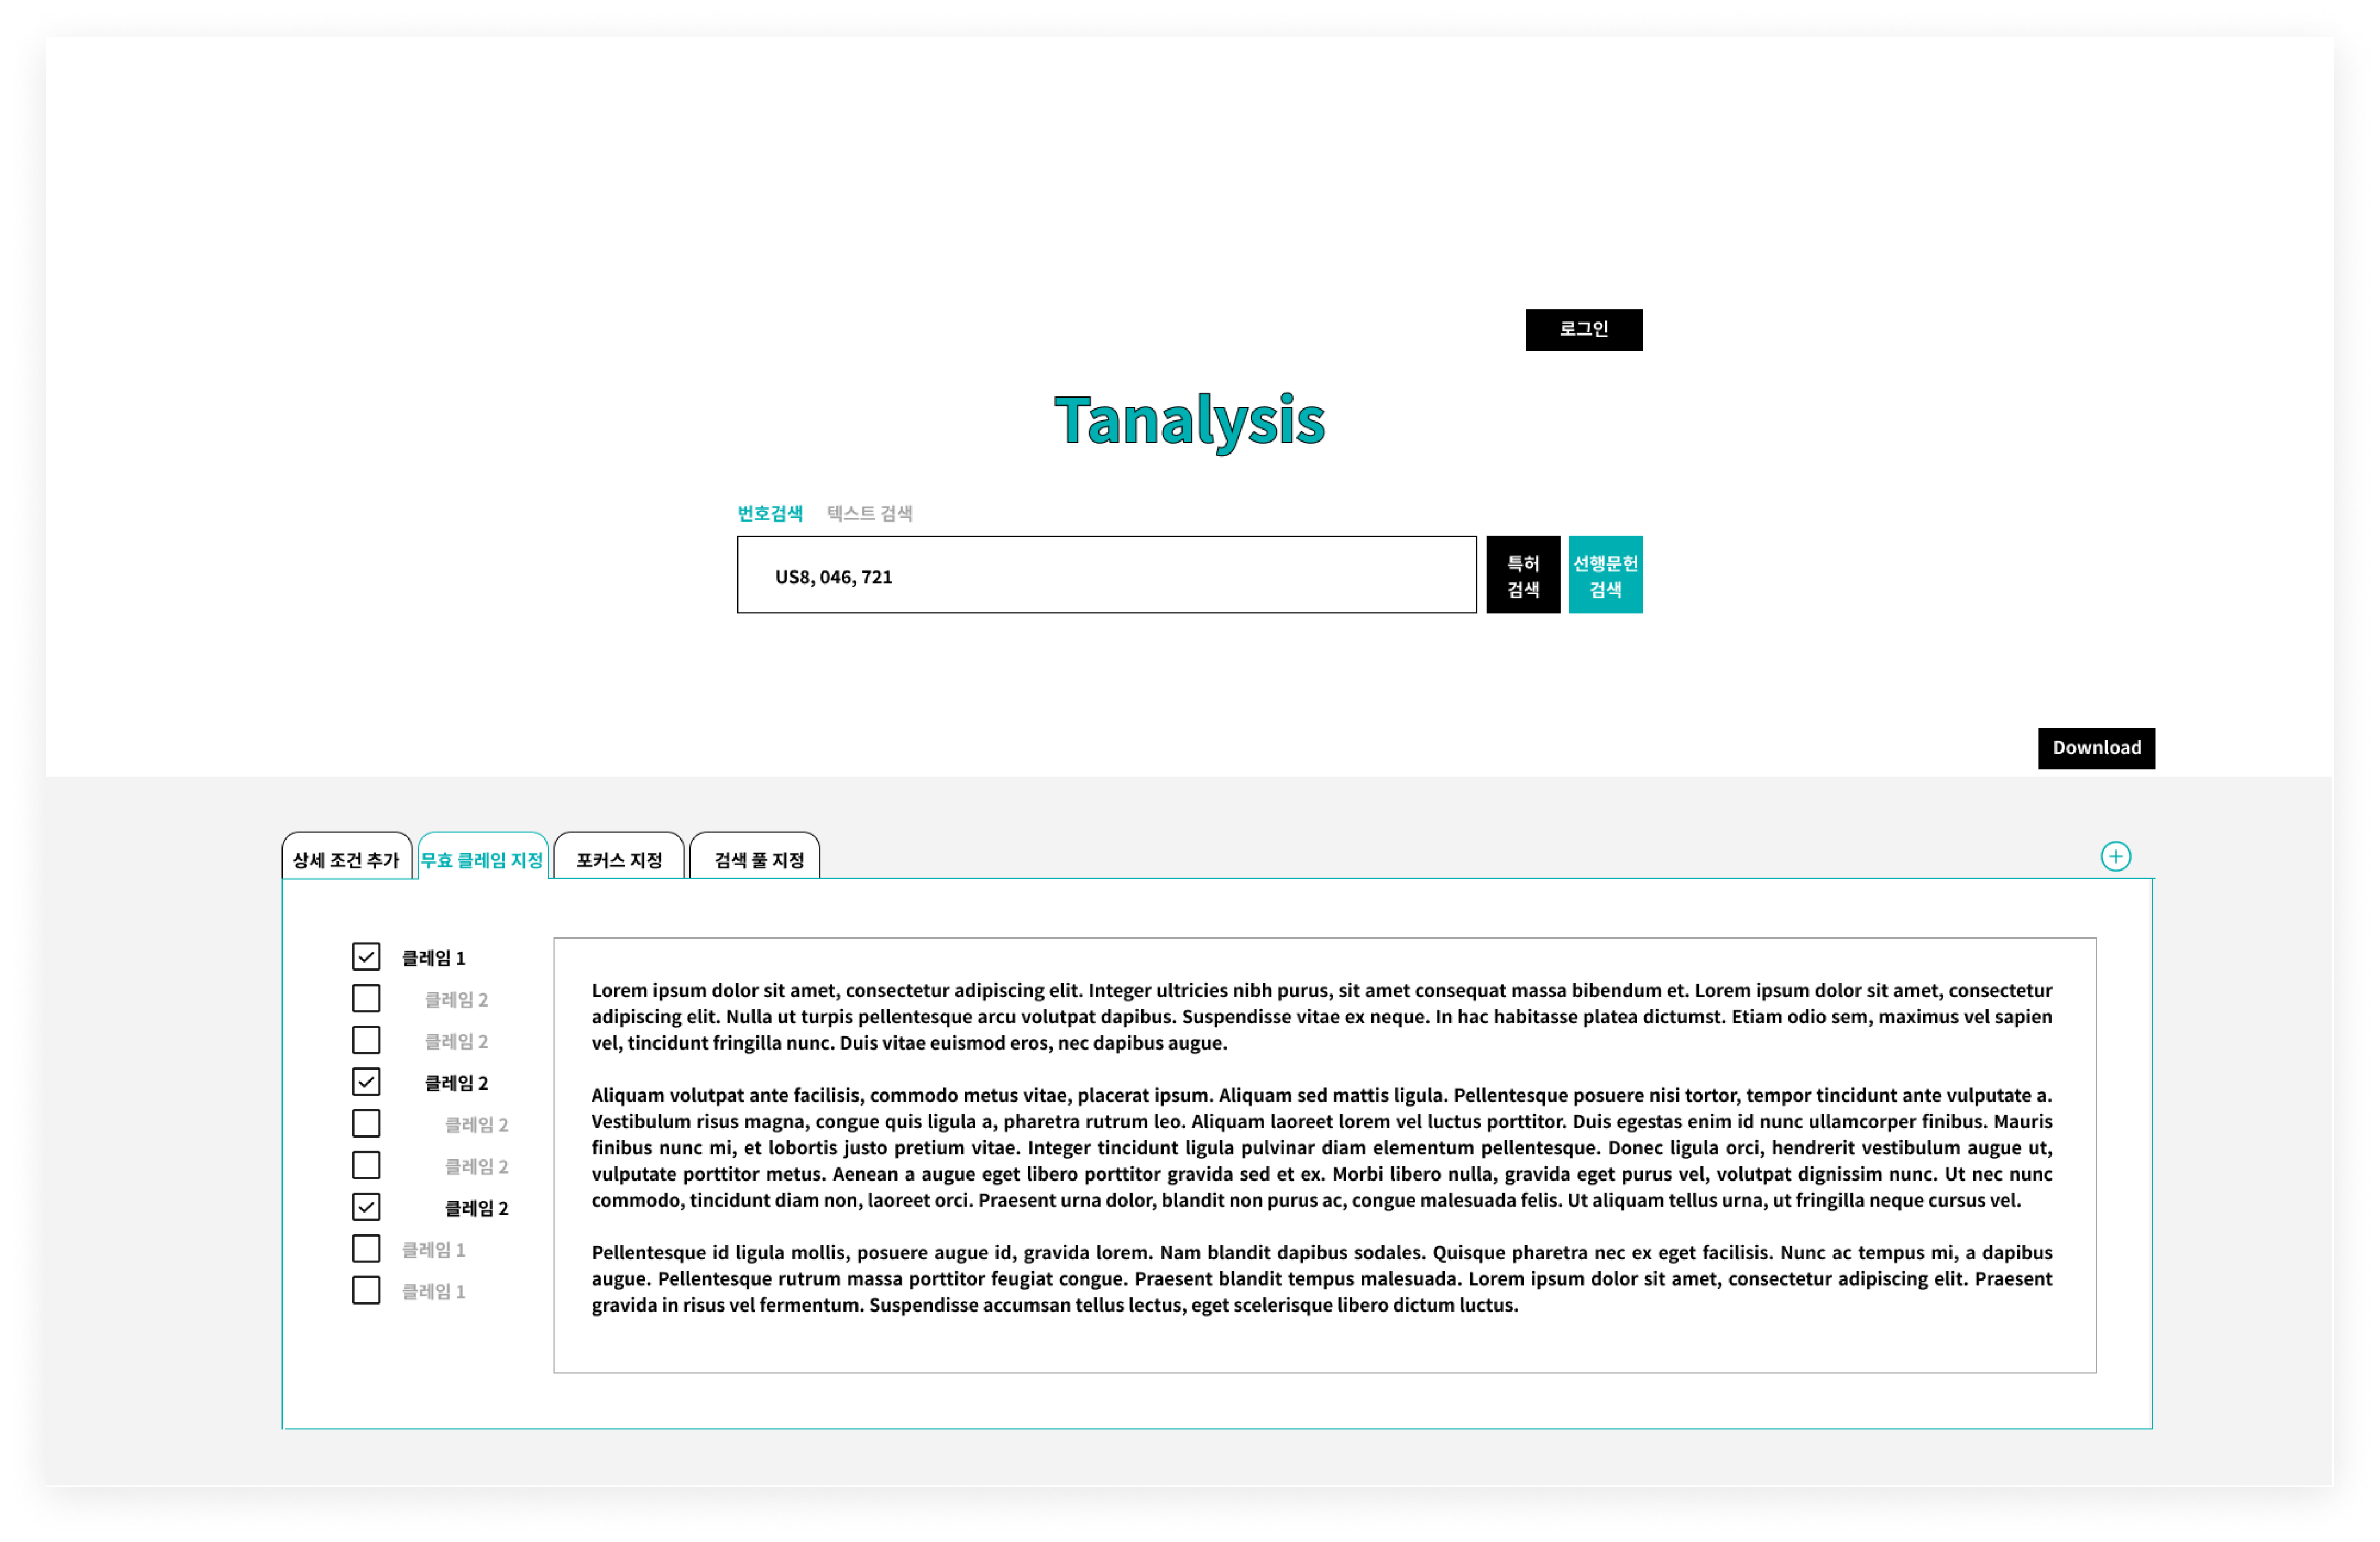 로그인
Tanalysis
번호검색 텍스트 검색
US8, 046, 721
특허
검색
선행문헌
검색
Download
상세 조건 추가 무효 클레임 지정 포커스 지정 검색 풀 지정
클레임 1
클레임 2
클레임 2
클레임 2
클레임 2
클레임 2
클레임 2
클레임 1
클레임 1
Lorem ipsum dolor sit amet, consectetur adipiscing elit. Integer ultricies nibh purus, sit amet consequat massa bibendum et. Lorem ipsum dolor sit amet, consectetur
adipiscing elit. Nulla ut turpis pellentesque arcu volutpat dapibus. Suspendisse vitae ex neque. In hac habitasse platea dictumst. Etiam odio sem, maximus vel sapien
vel, tincidunt fringilla nunc. Duis vitae euismod eros, nec dapibus augue.
Aliquam volutpat ante facilisis, commodo metus vitae, placerat ipsum. Aliquam sed mattis ligula. Pellentesque posuere nisi tortor, tempor tincidunt ante vulputate a.
Vestibulum risus magna, congue quis ligula a, pharetra rutrum leo. Aliquam laoreet lorem vel luctus porttitor. Duis egestas enim id nunc ullamcorper finibus. Mauris
finibus nunc mi, et lobortis justo pretium vitae. Integer tincidunt ligula pulvinar diam elementum pellentesque. Donec ligula orci, hendrerit vestibulum augue ut,
vulputate porttitor metus. Aenean a augue eget libero porttitor gravida sed et ex. Morbi libero nulla, gravida eget purus vel, volutpat dignissim nunc. Ut nec nunc
commodo, tincidunt diam non, laoreet orci. Praesent urna dolor, blandit non purus ac, congue malesuada felis. Ut aliquam tellus urna, ut fringilla neque cursus vel.
Pellentesque id ligula mollis, posuere augue id, gravida lorem. Nam blandit dapibus sodales. Quisque pharetra nec ex eget facilisis. Nunc ac tempus mi, a dapibus
augue. Pellentesque rutrum massa porttitor feugiat congue. Praesent blandit tempus malesuada. Lorem ipsum dolor sit amet, consectetur adipiscing elit. Praesent
gravida in risus vel fermentum. Suspendisse accumsan tellus lectus, eget scelerisque libero dictum luctus.